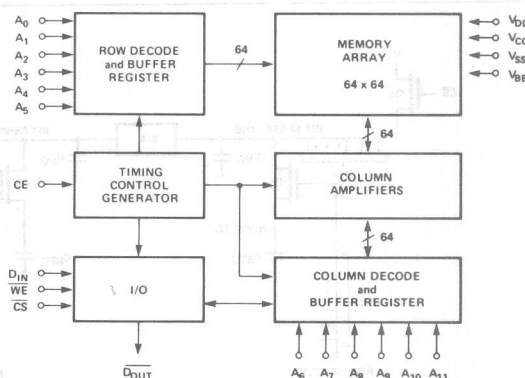 A0
A1
A2
A3
A4
A5
ROW DECODE
and BUFFER
REGISTER
64
MEMORY
ARRAY
64 x 64
VDD
VCC
VSS
VBB
64
CE
TIMING
CONTROL
GENERATOR
COLUMN
AMPLIFIERS
64
DIN
WE
CS
I/O
COLUMN DECODE
and
BUFFER REGISTER
DOUT
A6 A7 A8 A9 A10 A11